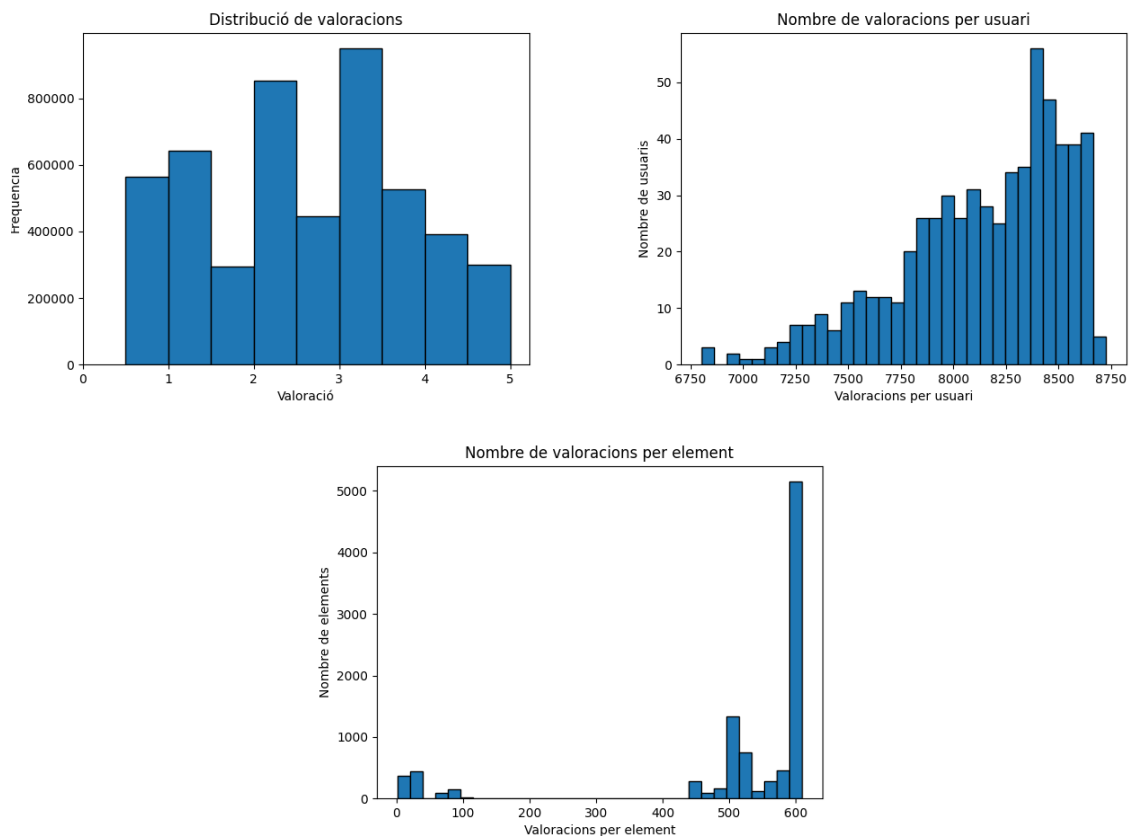 Distribució de valoracions
800000
600000
400000
200000
0
Frequencia
0 1 2 3 4 5
Valoració
Nombre de valoracions per usuari
50
40
30
20
10
0
Nombre de usuaris
6750 7000 7250 7500 7750 8000 8250 8500 8750
Valoracions per usuari
Nombre de valoracions per element
5000
4000
3000
2000
1000
0
Nombre de elements
0 100 200 300 400 500 600
Valoracions per element